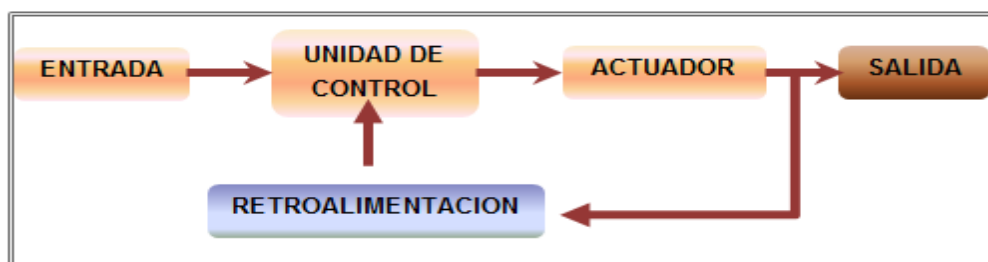 ENTRADA
UNIDAD DE
CONTROL
ACTUADOR
SALIDA
RETROALIMENTACION